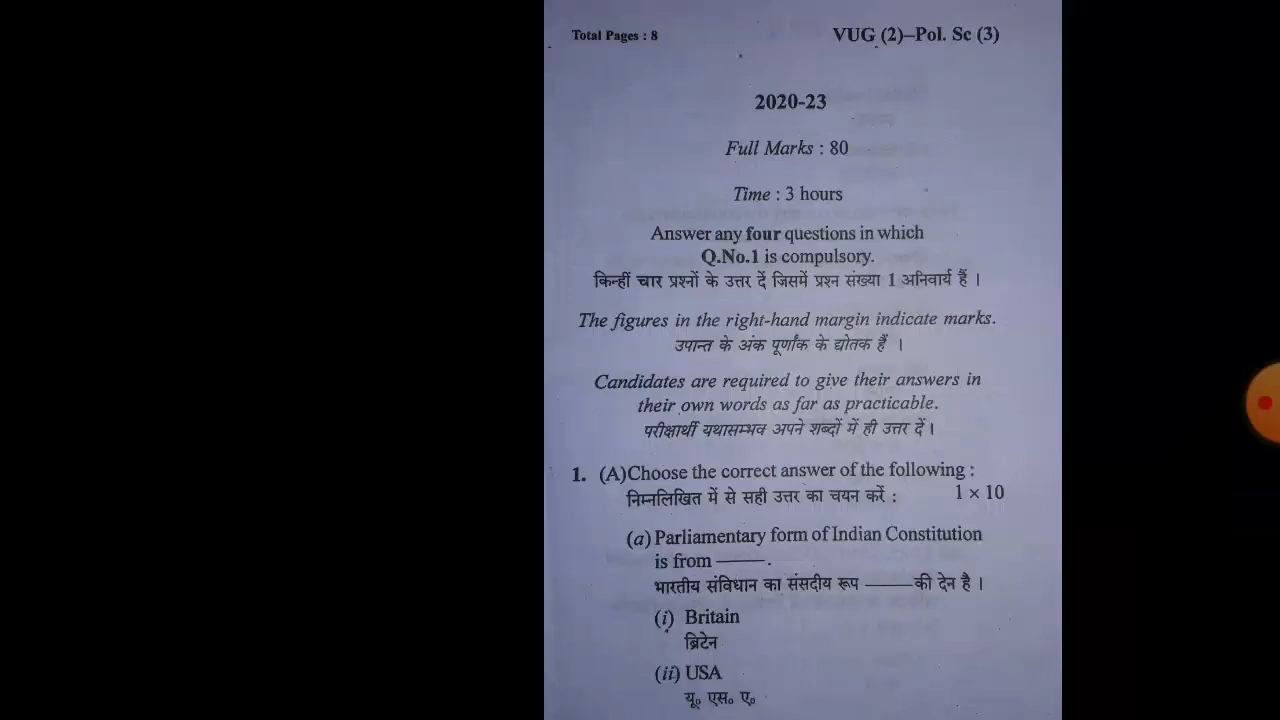 Total Pages : 8 VUG (2)–Pol. Sc (3)
2020-23
Full Marks : 80
Time : 3 hours
Answer any four questions in which
Q.No.1 is compulsory.
किन्हीं चार प्रश्नों के उत्तर दें जिसमें प्रश्न संख्या 1 अनिवार्य हैं ।
The figures in the right-hand margin indicate marks.
उपान्त के अंक पूर्णांक के द्योतक हैं ।
Candidates are required to give their answers in
their own words as far as practicable.
परीक्षार्थी यथासम्भव अपने शब्दों में ही उत्तर दें ।
1. (A)Choose the correct answer of the following :
निम्नलिखित में से सही उत्तर का चयन करें : 1 × 10
(a) Parliamentary form of Indian Constitution
is from ——— .
भारतीय संविधान का संसदीय रूप ——— की देन है ।
(i) Britain
ब्रिटेन
(ii) USA
यू० एस० ए०